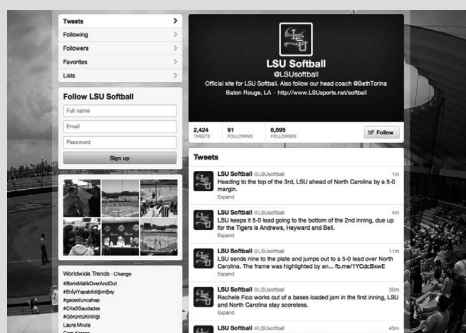 Tweets
Following
Followers
Favorites
Lists
Follow LSU Softball
Full name
Email
Password
Sign up
Worldwide Trends · Change
#BorisMalikOverAndOut
Laura Mvula
LSU Softball
@LSUsoftball
Official site for LSU Softball. Also follow our head coach @BethTorina
Baton Rouge, LA · http://www.LSUsports.net/softball
2,424
TWEETS
91
FOLLOWING
8,895
FOLLOWERS
Follow
Tweets
LSU Softball @LSUsoftball 1m
Heading to the top of the 3rd, LSU ahead of North Carolina by a 5-0
margin.
Expand
LSU Softball @LSUsoftball 4m
LSU keeps it 5-0 lead going to the bottom of the 2nd inning, due up
for the Tigers is Andrews, Heyward and Bell.
Expand
LSU Softball @LSUsoftball 11m
LSU sends nine to the plate and jumps out to a 5-0 lead over North
Carolina. The frame was highlighted by an...
Expand
LSU Softball @LSUsoftball
Rachele Fico works out of a bases loaded jam in the first inning, LSU
and North Carolina stay scoreless.
Expand
LSU Softball @LSUsoftball 43m